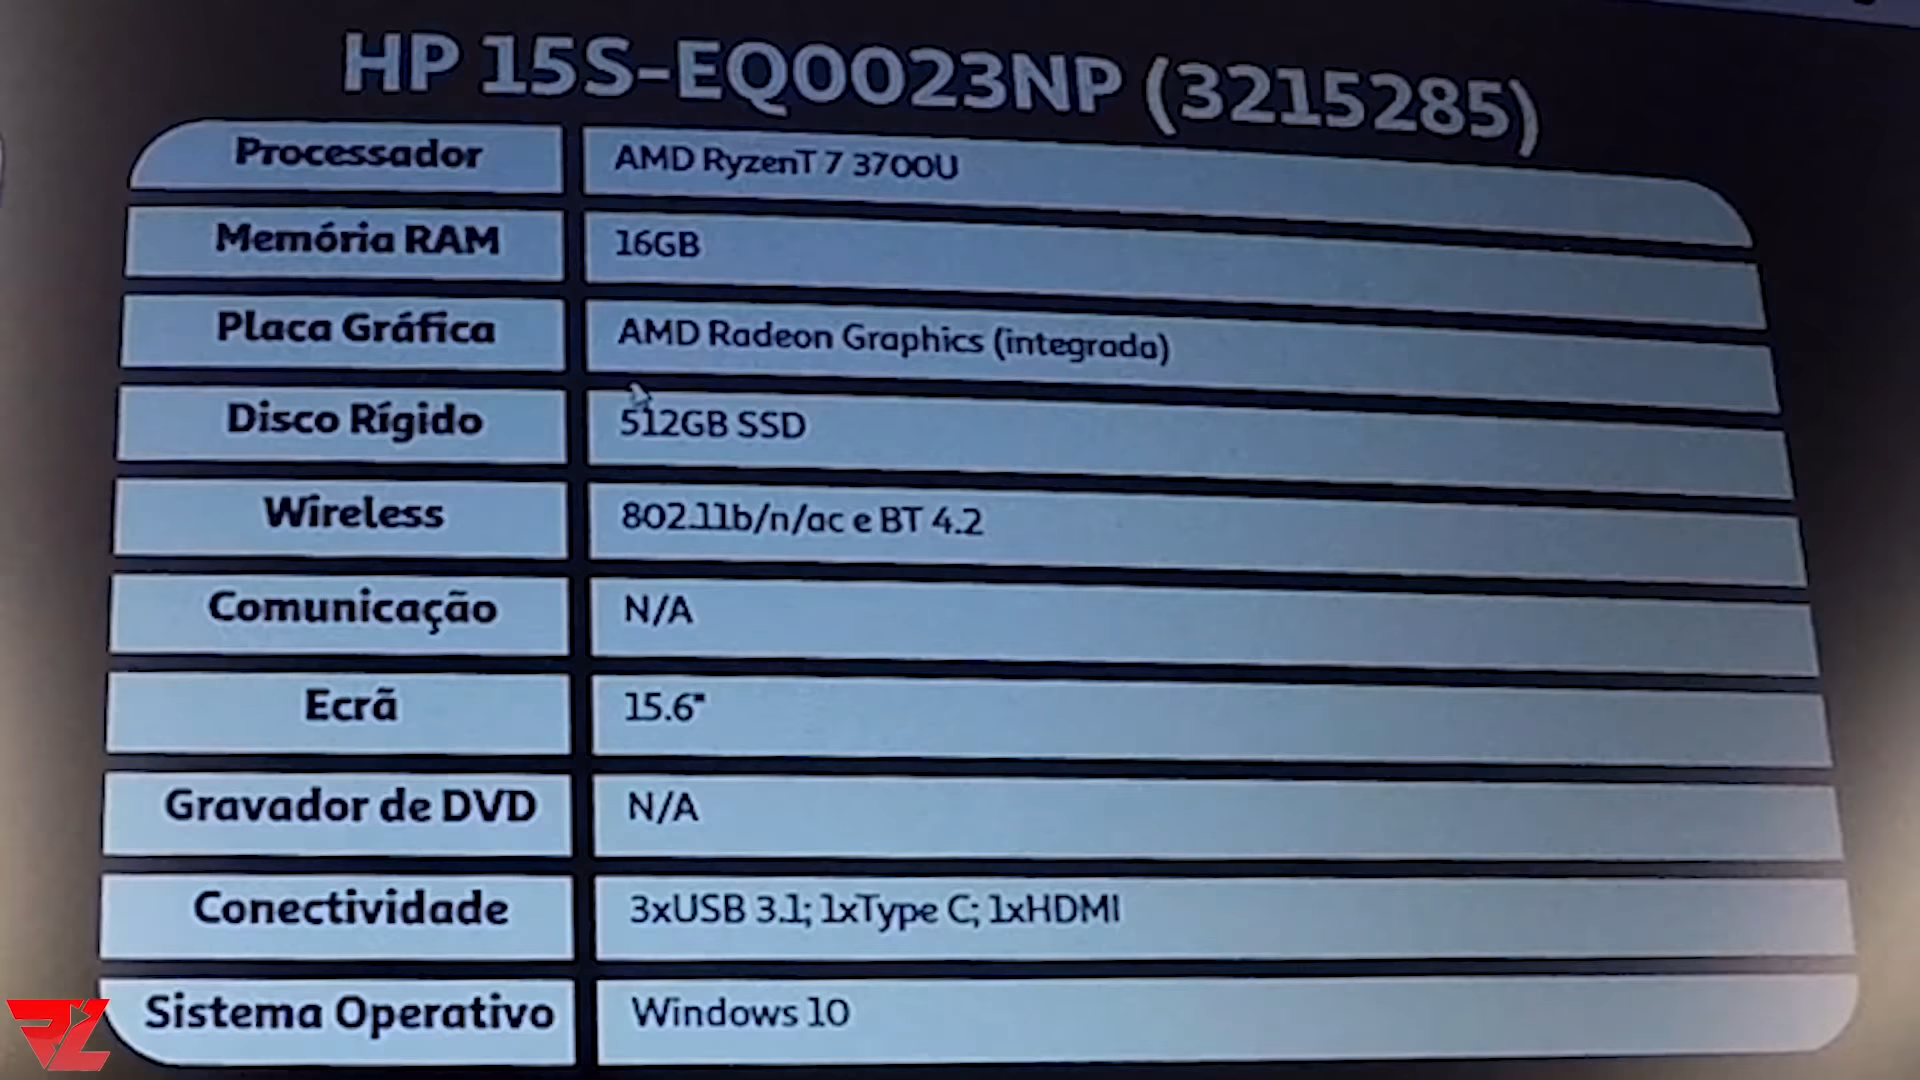 HP 15S-EQ0023NP (3215285)
Processador AMD RyzenT 7 3700U
Memória RAM 16GB
Placa Gráfica AMD Radeon Graphics (integrada)
Disco Rígido 512GB SSD
Wireless 802.11b/n/ac e BT 4.2
Comunicação N/A
Ecrã 15.6"
Gravador de DVD N/A
Conectividade 3xUSB 3.1; 1xType C; 1xHDMI
Sistema Operativo Windows 10